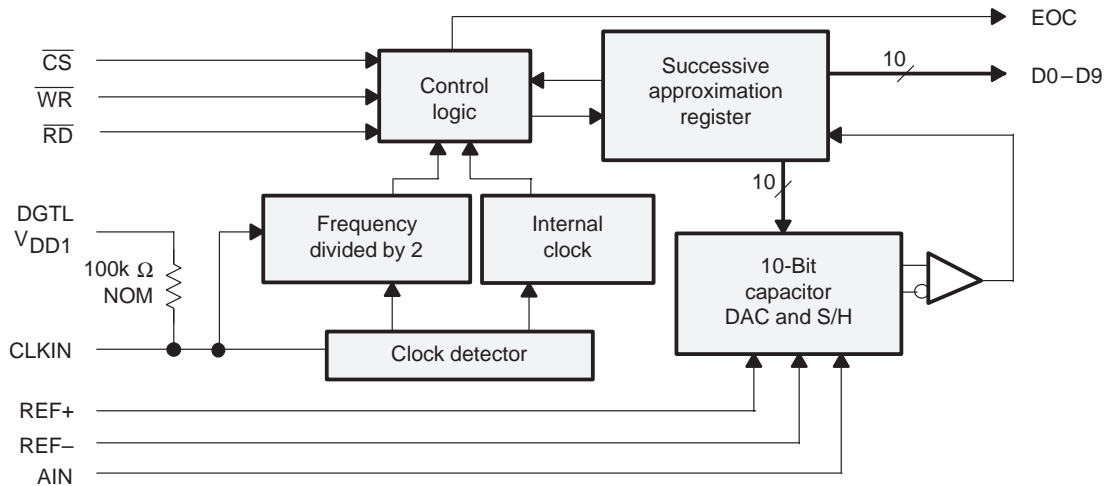 EOC
CS
WR
RD
Control
logic
Successive
approximation
register
10
D0–D9
10
DGTL
VDD1
100k Ω
NOM
Frequency
divided by 2
Internal
clock
10-Bit
capacitor
DAC and S/H
CLKIN
Clock detector
REF+
REF–
AIN